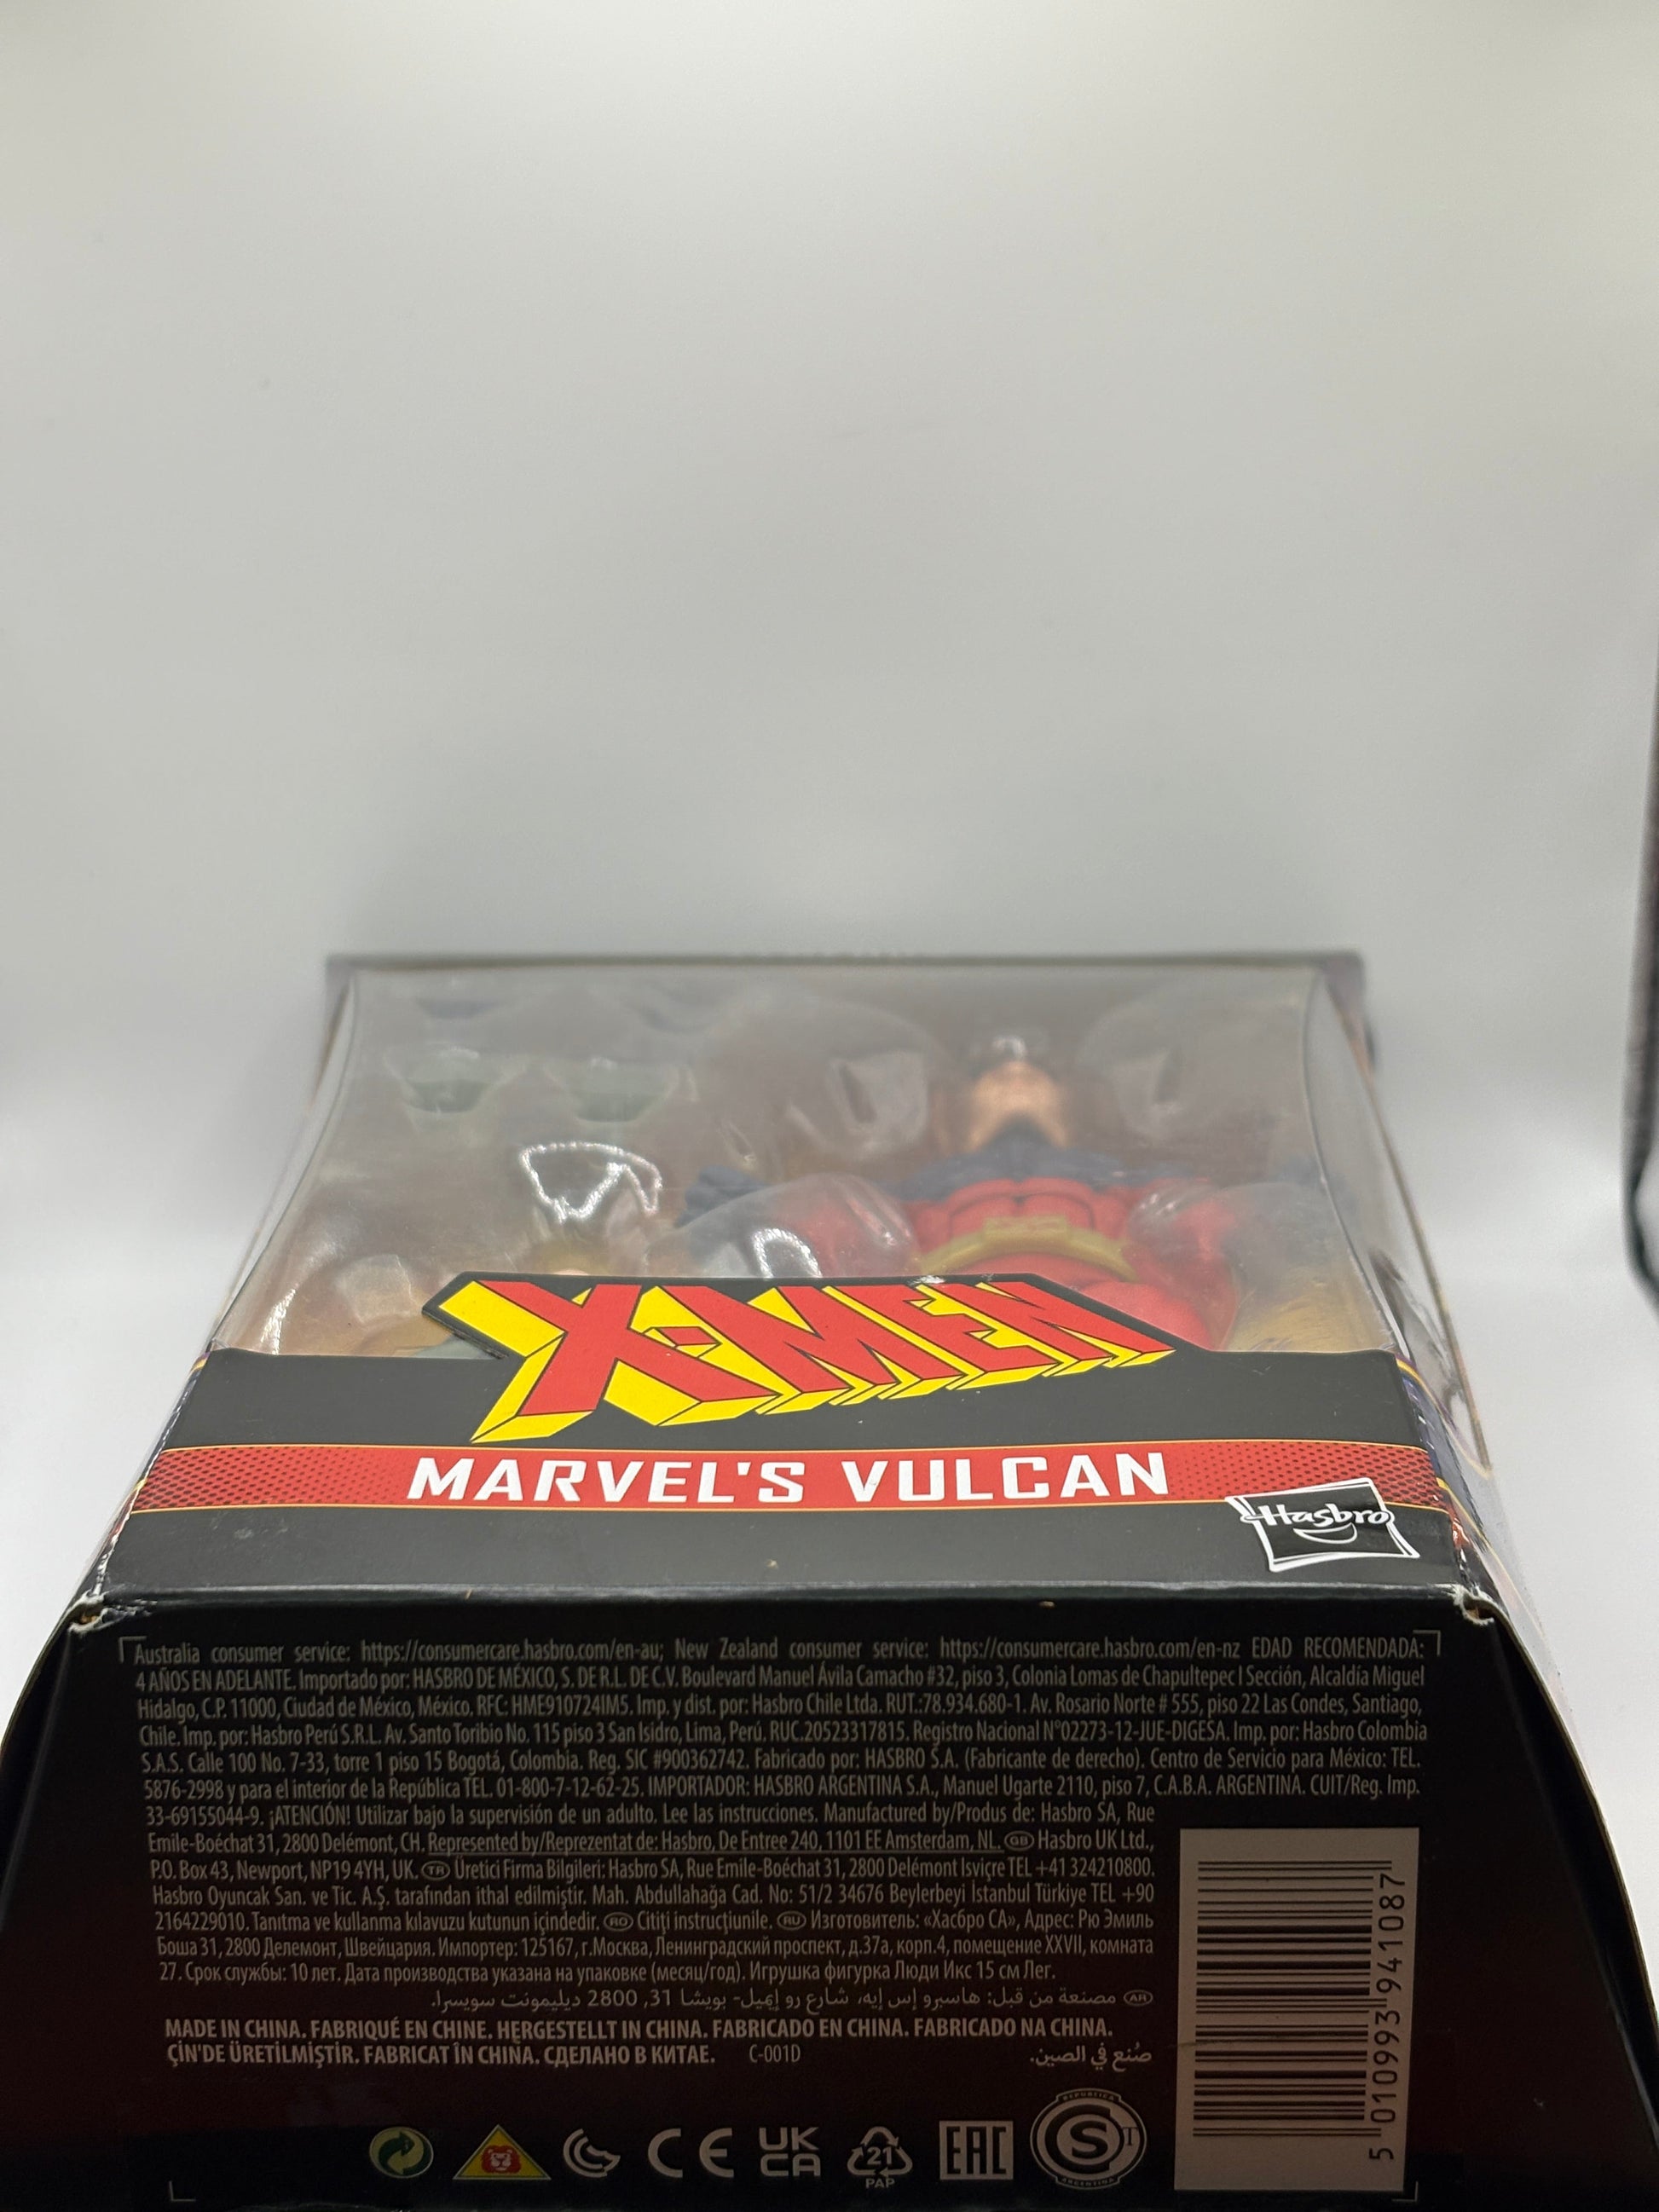 X-MEN
MARVEL'S VULCAN
Hasbro
Australia consumer service: https://consumercare.hasbro.com/en-au; New Zealand consumer service: https://consumercare.hasbro.com/en-nz EDAD RECOMENDADA:
4 AÑOS EN ADELANTE. Importado por: HASBRO DE MÉXICO, S. DE R.L. DE C.V. Boulevard Manuel Ávila Camacho #32, piso 3, Colonia Lomas de Chapultepec I Sección, Alcaldía Miguel
Hidalgo, C.P. 11000, Ciudad de México, México. RFC: HME910724IM5. Imp. y dist. por: Hasbro Chile Ltda. RUT.:78.934.680-1. Av. Rosario Norte # 555, piso 22 Las Condes, Santiago,
Chile. Imp. por: Hasbro Perú S.R.L. Av. Santo Toribio No. 115 piso 3 San Isidro, Lima, Perú. RUC.20523317815. Registro Nacional N°02273-12-JUE-DIGESA. Imp. por: Hasbro Colombia
S.A.S. Calle 100 No. 7-33, torre 1 piso 15 Bogotá, Colombia. Reg. SIC #900362742. Fabricado por: HASBRO S.A. (Fabricante de derecho). Centro de Servicio para México: TEL.
5876-2998 y para el interior de la República TEL. 01-800-7-12-62-25. IMPORTADOR: HASBRO ARGENTINA S.A., Manuel Ugarte 2110, piso 7, C.A.B.A. ARGENTINA. CUIT/Reg. Imp.
33-69155044-9. ¡ATENCIÓN! Utilizar bajo la supervisión de un adulto. Lee las instrucciones. Manufactured by/Produs de: Hasbro SA, Rue
Emile-Boéchat 31, 2800 Delémont, CH. Represented by/Reprezentat de: Hasbro, De Entree 240, 1101 EE Amsterdam, NL. GB Hasbro UK Ltd.,
P.O. Box 43, Newport, NP19 4YH, UK. TR Üretici Firma Bilgileri: Hasbro SA, Rue Emile-Boéchat 31, 2800 Delémont Isviçre TEL +41 324210800.
Hasbro Oyuncak San. ve Tic. A.Ş. tarafından ithal edilmiştir. Mah. Abdullahağa Cad. No: 51/2 34676 Beylerbeyi İstanbul Türkiye TEL +90
2164229010. Tanıtma ve kullanma kılavuzu kutunun içindedir. RO Citiți instrucțiunile. RU Изготовитель: «Хасбро СА», Адрес: Рю Эмиль
Боша 31, 2800 Делемонт, Швейцария. Импортер: 125167, г.Москва, Ленинградский проспект, д.37а, корп.4, помещение XXVII, комната
27. Срок службы: 10 лет. Дата производства указана на упаковке (месяц/год). Игрушка фигурка Люди Икс 15 см Лег.
AR مصنعة من قبل: هاسبرو إس إيه، شارع رو إيميل- بويشا 31, 2800 ديليمونت سويسرا.
MADE IN CHINA. FABRIQUÉ EN CHINE. HERGESTELLT IN CHINA. FABRICADO EN CHINA. FABRICADO NA CHINA.
ÇİN'DE ÜRETİLMİŞTİR. FABRICAT ÎN CHINA. СДЕЛАНО В КИТАЕ. C-001D صُنع في الصين.
5 010993 941087
CE UK CA 21 PAP EAC REPUBLICA S T ARGENTINA